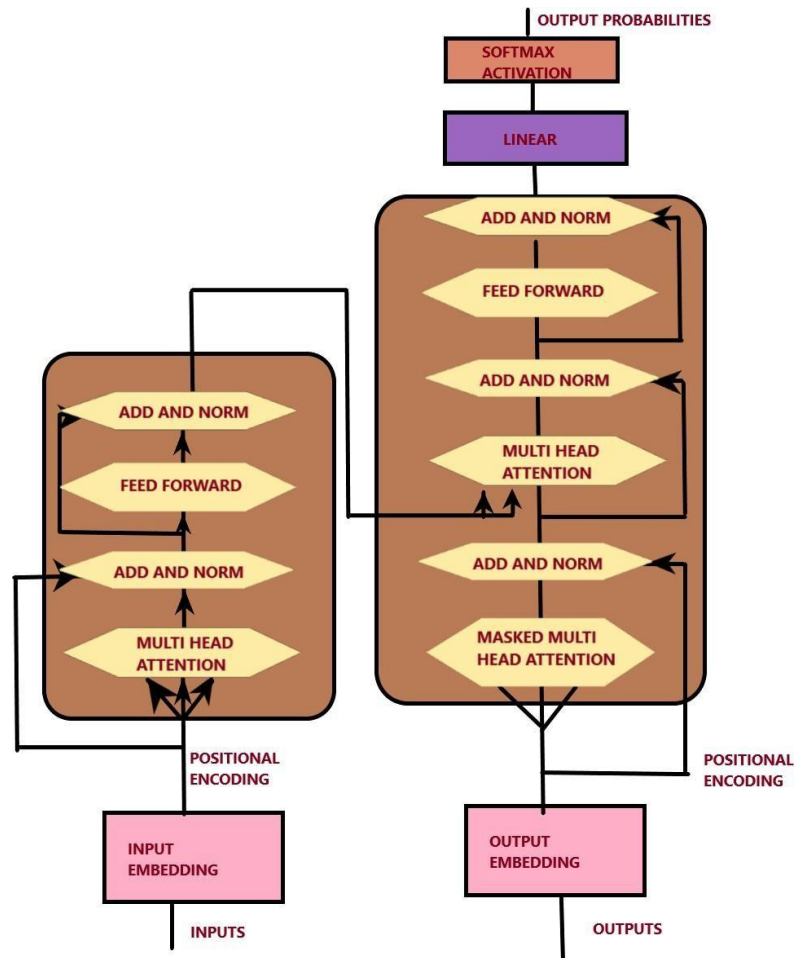 OUTPUT PROBABILITIES
SOFTMAX
ACTIVATION
LINEAR
ADD AND NORM
FEED FORWARD
ADD AND NORM
MULTI HEAD
ATTENTION
ADD AND NORM
MASKED MULTI
HEAD ATTENTION
POSITIONAL
ENCODING
OUTPUT
EMBEDDING
OUTPUTS
ADD AND NORM
FEED FORWARD
ADD AND NORM
MULTI HEAD
ATTENTION
POSITIONAL
ENCODING
INPUT
EMBEDDING
INPUTS